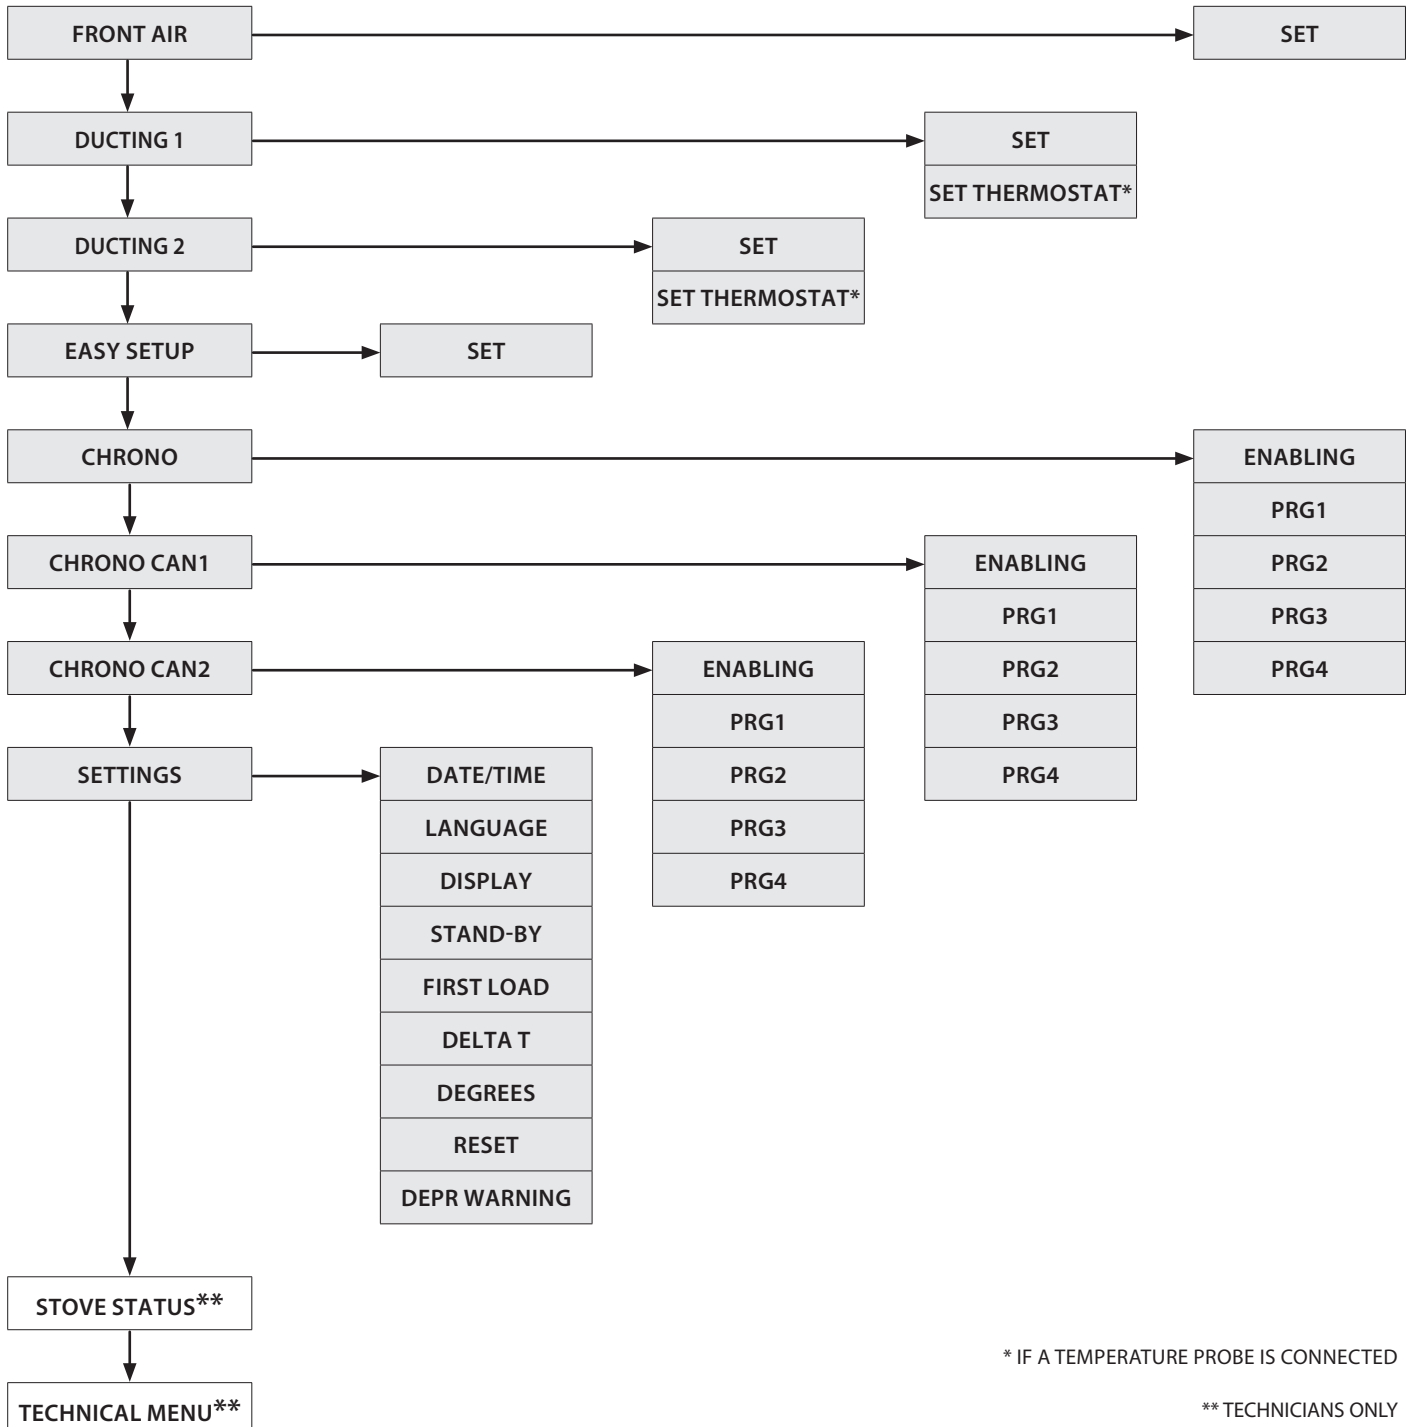 FRONT AIR
SET
DUCTING 1
SET
SET THERMOSTAT*
DUCTING 2
SET
SET THERMOSTAT*
EASY SETUP
SET
CHRONO
ENABLING
PRG1
PRG2
PRG3
PRG4
CHRONO CAN1
ENABLING
PRG1
PRG2
PRG3
PRG4
CHRONO CAN2
ENABLING
PRG1
PRG2
PRG3
PRG4
SETTINGS
DATE/TIME
LANGUAGE
DISPLAY
STAND-BY
FIRST LOAD
DELTA T
DEGREES
RESET
DEPR WARNING
STOVE STATUS**
TECHNICAL MENU**
* IF A TEMPERATURE PROBE IS CONNECTED
** TECHNICIANS ONLY